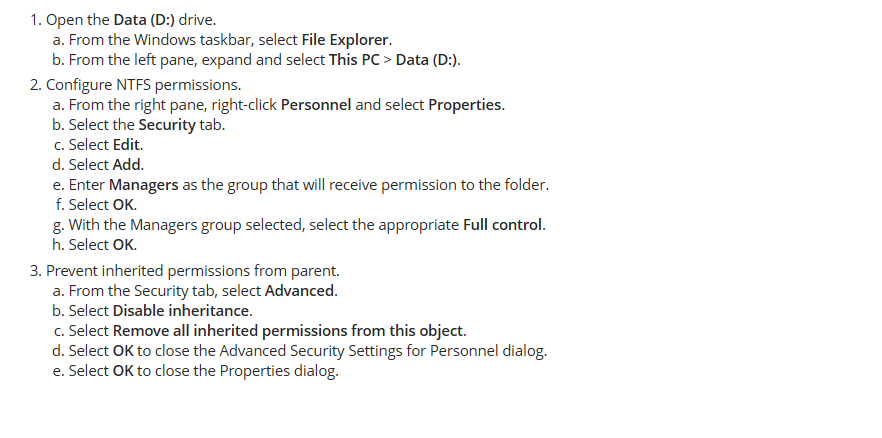 1. Open the Data (D:) drive.
a. From the Windows taskbar, select File Explorer.
b. From the left pane, expand and select This PC > Data (D:).
2. Configure NTFS permissions.
a. From the right pane, right-click Personnel and select Properties.
b. Select the Security tab.
c. Select Edit.
d. Select Add.
e. Enter Managers as the group that will receive permission to the folder.
f. Select OK.
g. With the Managers group selected, select the appropriate Full control.
h. Select OK.
3. Prevent inherited permissions from parent.
a. From the Security tab, select Advanced.
b. Select Disable inheritance.
c. Select Remove all inherited permissions from this object.
d. Select OK to close the Advanced Security Settings for Personnel dialog.
e. Select OK to close the Properties dialog.